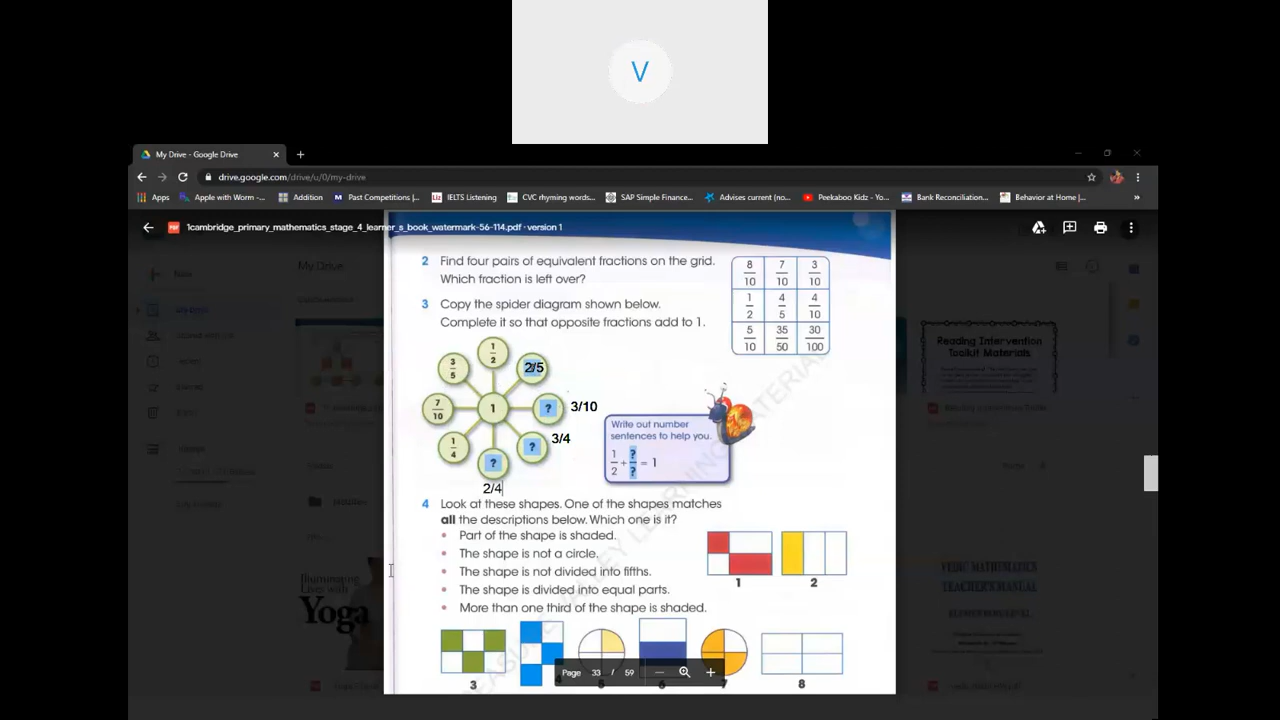 V
My Drive - Google Drive
drive.google.com/drive/u/0/my-drive
Apps Apple with Worm -... Addition Past Competitions |... IELTS Listening CVC rhyming words... SAP Simple Finance... Advises current (no... Peekaboo Kidz - Yo... Bank Reconciliation... Behavior at Home |... »
1cambridge_primary_mathematics_stage_4_learner_s_book_watermark-56-114.pdf - version 1
My Drive
2 Find four pairs of equivalent fractions on the grid.
Which fraction is left over?
8/10 7/10 3/10
1/2 4/5 4/10
5/10 35/50 30/100
3 Copy the spider diagram shown below.
Complete it so that opposite fractions add to 1.
1/2
3/5 2/5
7/10 1 ? 3/10
1/4 ? 3/4
?
2/4
Write out number
sentences to help you.
1/2 + ?/? = 1
4 Look at these shapes. One of the shapes matches
all the descriptions below. Which one is it?
• Part of the shape is shaded.
• The shape is not a circle.
• The shape is not divided into fifths.
• The shape is divided into equal parts.
• More than one third of the shape is shaded.
1 2
3 7 8
Page 33 / 59
Reading Intervention
Toolkit Materials
Illuminating
Lives with
Yoga
VEDIC MATHEMATICS
TEACHER'S MANUAL